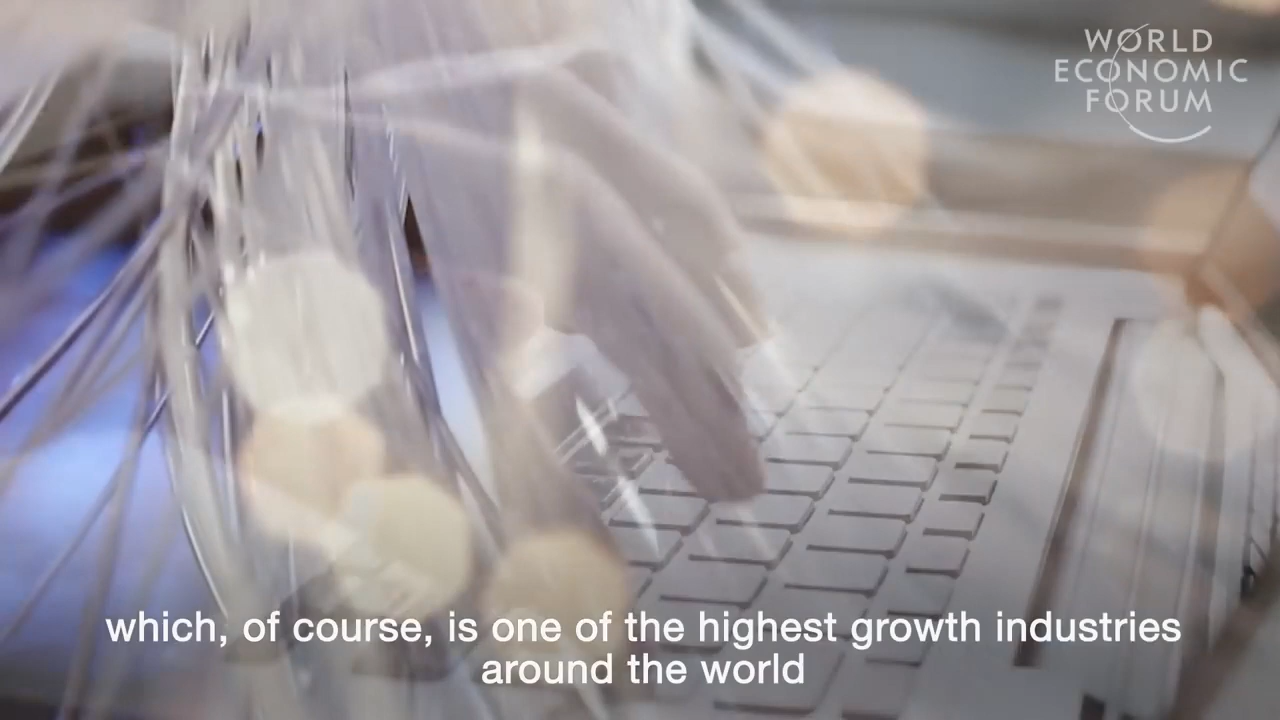 WORLD
ECONOMIC
FORUM
which, of course, is one of the highest growth industries
around the world